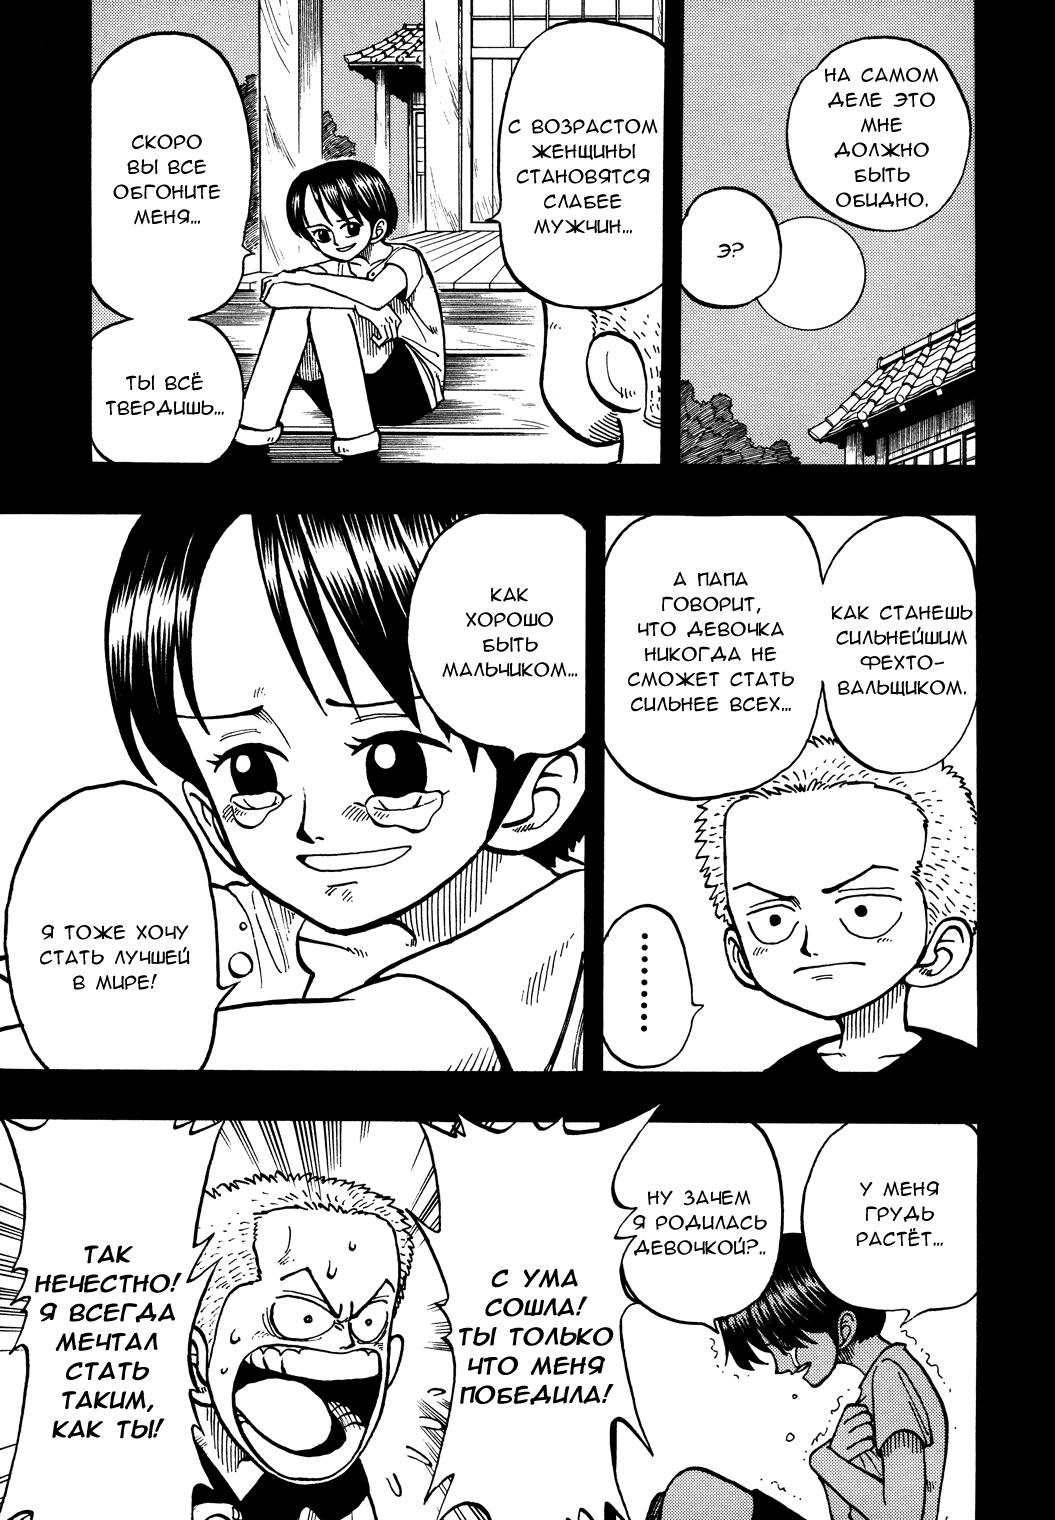 НА САМОМ
ДЕЛЕ ЭТО
МНЕ
ДОЛЖНО
БЫТЬ
ОБИДНО.
Э?
С ВОЗРАСТОМ
ЖЕНЩИНЫ
СТАНОВЯТСЯ
СЛАБЕЕ
МУЖЧИН...
СКОРО
ВЫ ВСЕ
ОБГОНИТЕ
МЕНЯ...
ТЫ ВСЁ
ТВЕРДИШЬ...
КАК СТАНЕШЬ
СИЛЬНЕЙШИМ
ФЕХТО-
ВАЛЬЩИКОМ.
А ПАПА
ГОВОРИТ,
ЧТО ДЕВОЧКА
НИКОГДА НЕ
СМОЖЕТ СТАТЬ
СИЛЬНЕЕ ВСЕХ...
.........
КАК
ХОРОШО
БЫТЬ
МАЛЬЧИКОМ...
Я ТОЖЕ ХОЧУ
СТАТЬ ЛУЧШЕЙ
В МИРЕ!
У МЕНЯ
ГРУДЬ
РАСТЁТ...
НУ ЗАЧЕМ
Я РОДИЛАСЬ
ДЕВОЧКОЙ?..
С УМА
СОШЛА!
ТЫ ТОЛЬКО
ЧТО МЕНЯ
ПОБЕДИЛА!
ТАК
НЕЧЕСТНО!
Я ВСЕГДА
МЕЧТАЛ
СТАТЬ
ТАКИМ,
КАК ТЫ!